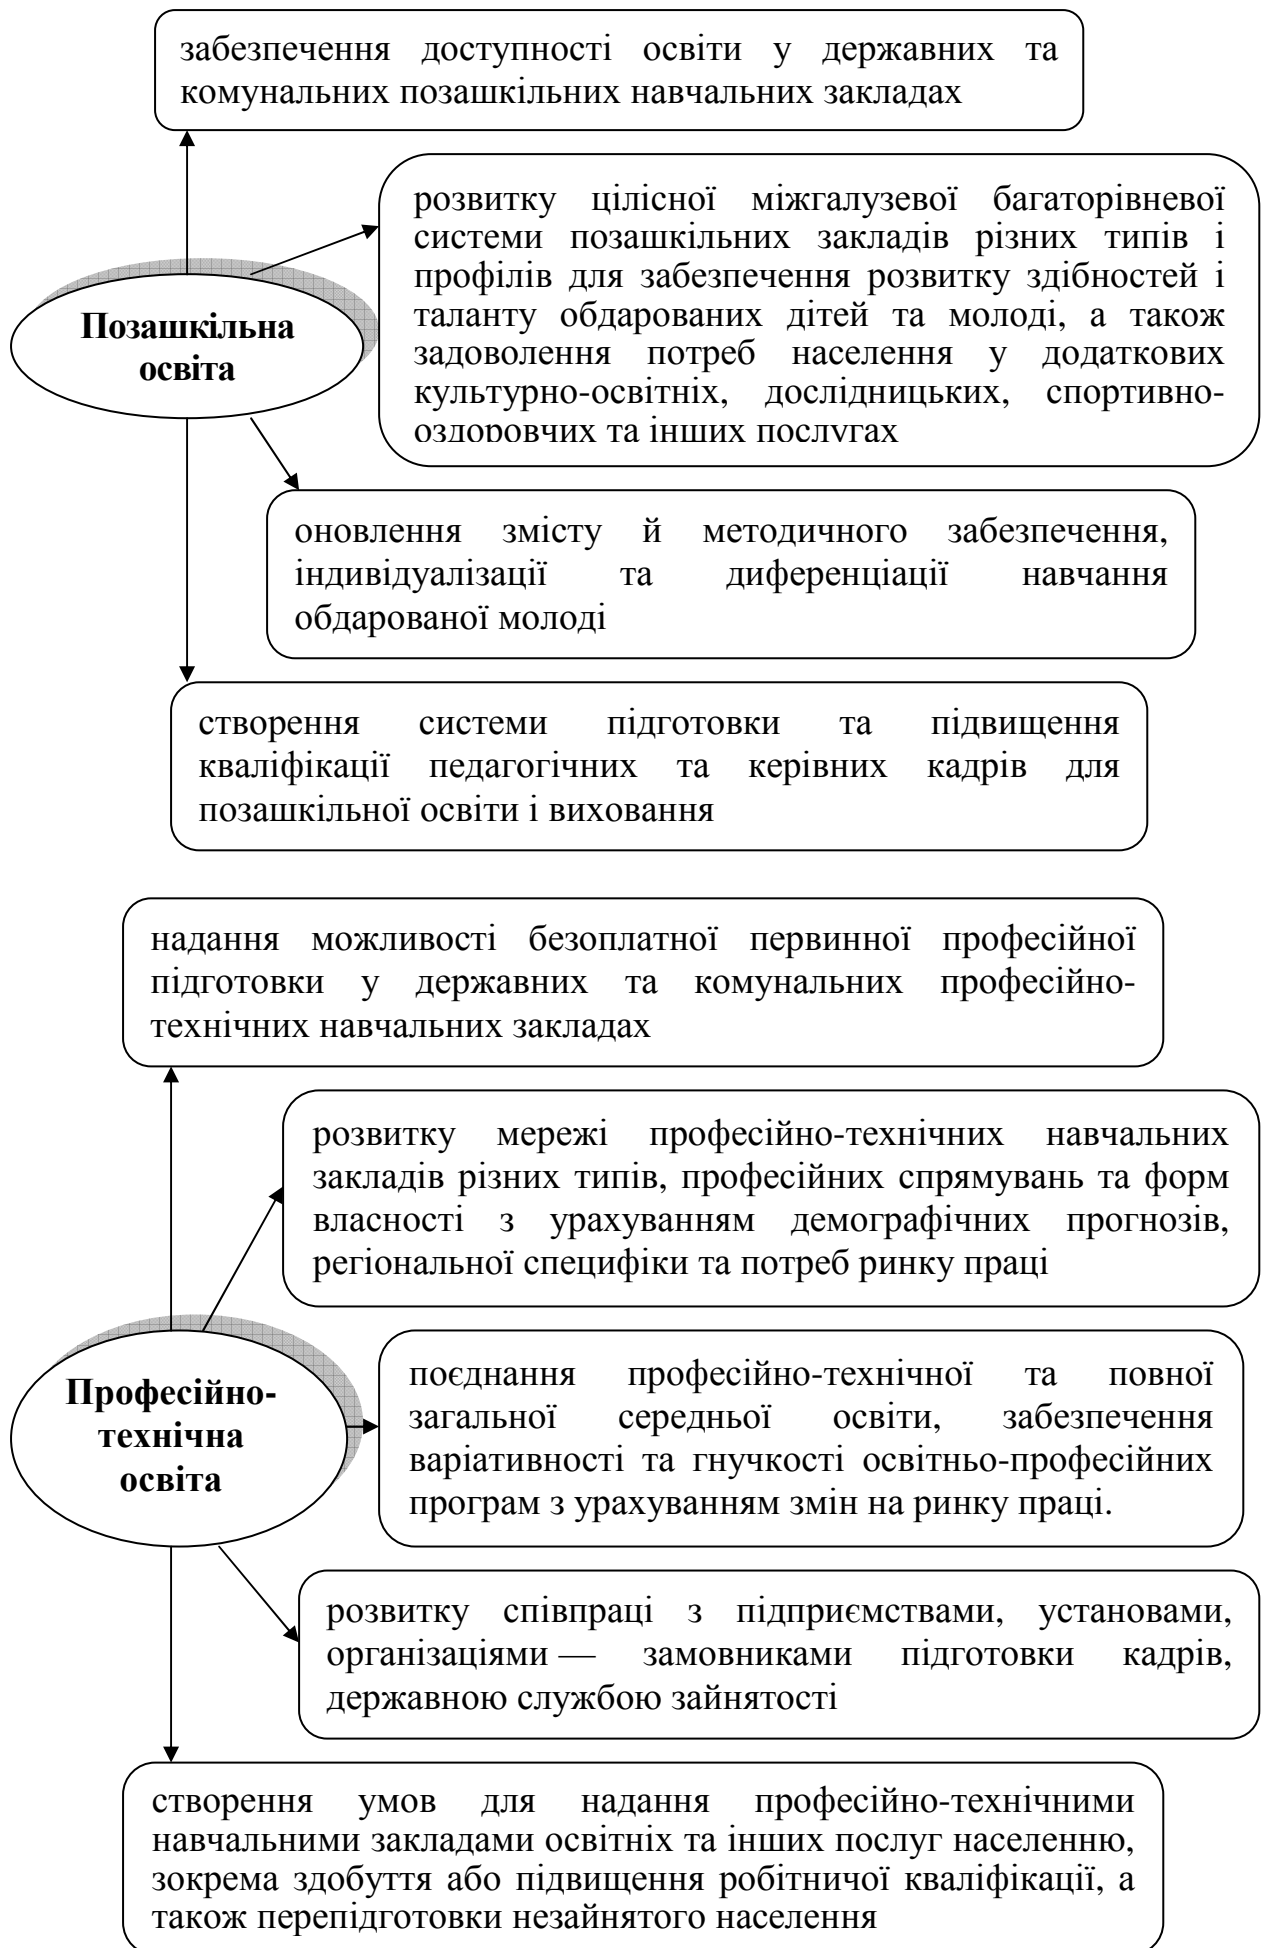 забезпечення доступності освіти у державних та
комунальних позашкільних навчальних закладах
розвитку цілісної міжгалузевої багаторівневої
системи позашкільних закладів різних типів і
профілів для забезпечення розвитку здібностей і
таланту обдарованих дітей та молоді, а також
задоволення потреб населення у додаткових
культурно-освітніх, дослідницьких, спортивно-
оздоровчих та інших послугах
Позашкільна
освіта
оновлення змісту й методичного забезпечення,
індивідуалізації та диференціації навчання
обдарованої молоді
створення системи підготовки та підвищення
кваліфікації педагогічних та керівних кадрів для
позашкільної освіти і виховання
надання можливості безоплатної первинної професійної
підготовки у державних та комунальних професійно-
технічних навчальних закладах
розвитку мережі професійно-технічних навчальних
закладів різних типів, професійних спрямувань та форм
власності з урахуванням демографічних прогнозів,
регіональної специфіки та потреб ринку праці
Професійно-
технічна
освіта
поєднання професійно-технічної та повної
загальної середньої освіти, забезпечення
варіативності та гнучкості освітньо-професійних
програм з урахуванням змін на ринку праці.
розвитку співпраці з підприємствами, установами,
організаціями — замовниками підготовки кадрів,
державною службою зайнятості
створення умов для надання професійно-технічними
навчальними закладами освітніх та інших послуг населенню,
зокрема здобуття або підвищення робітничої кваліфікації, а
також перепідготовки незайнятого населення